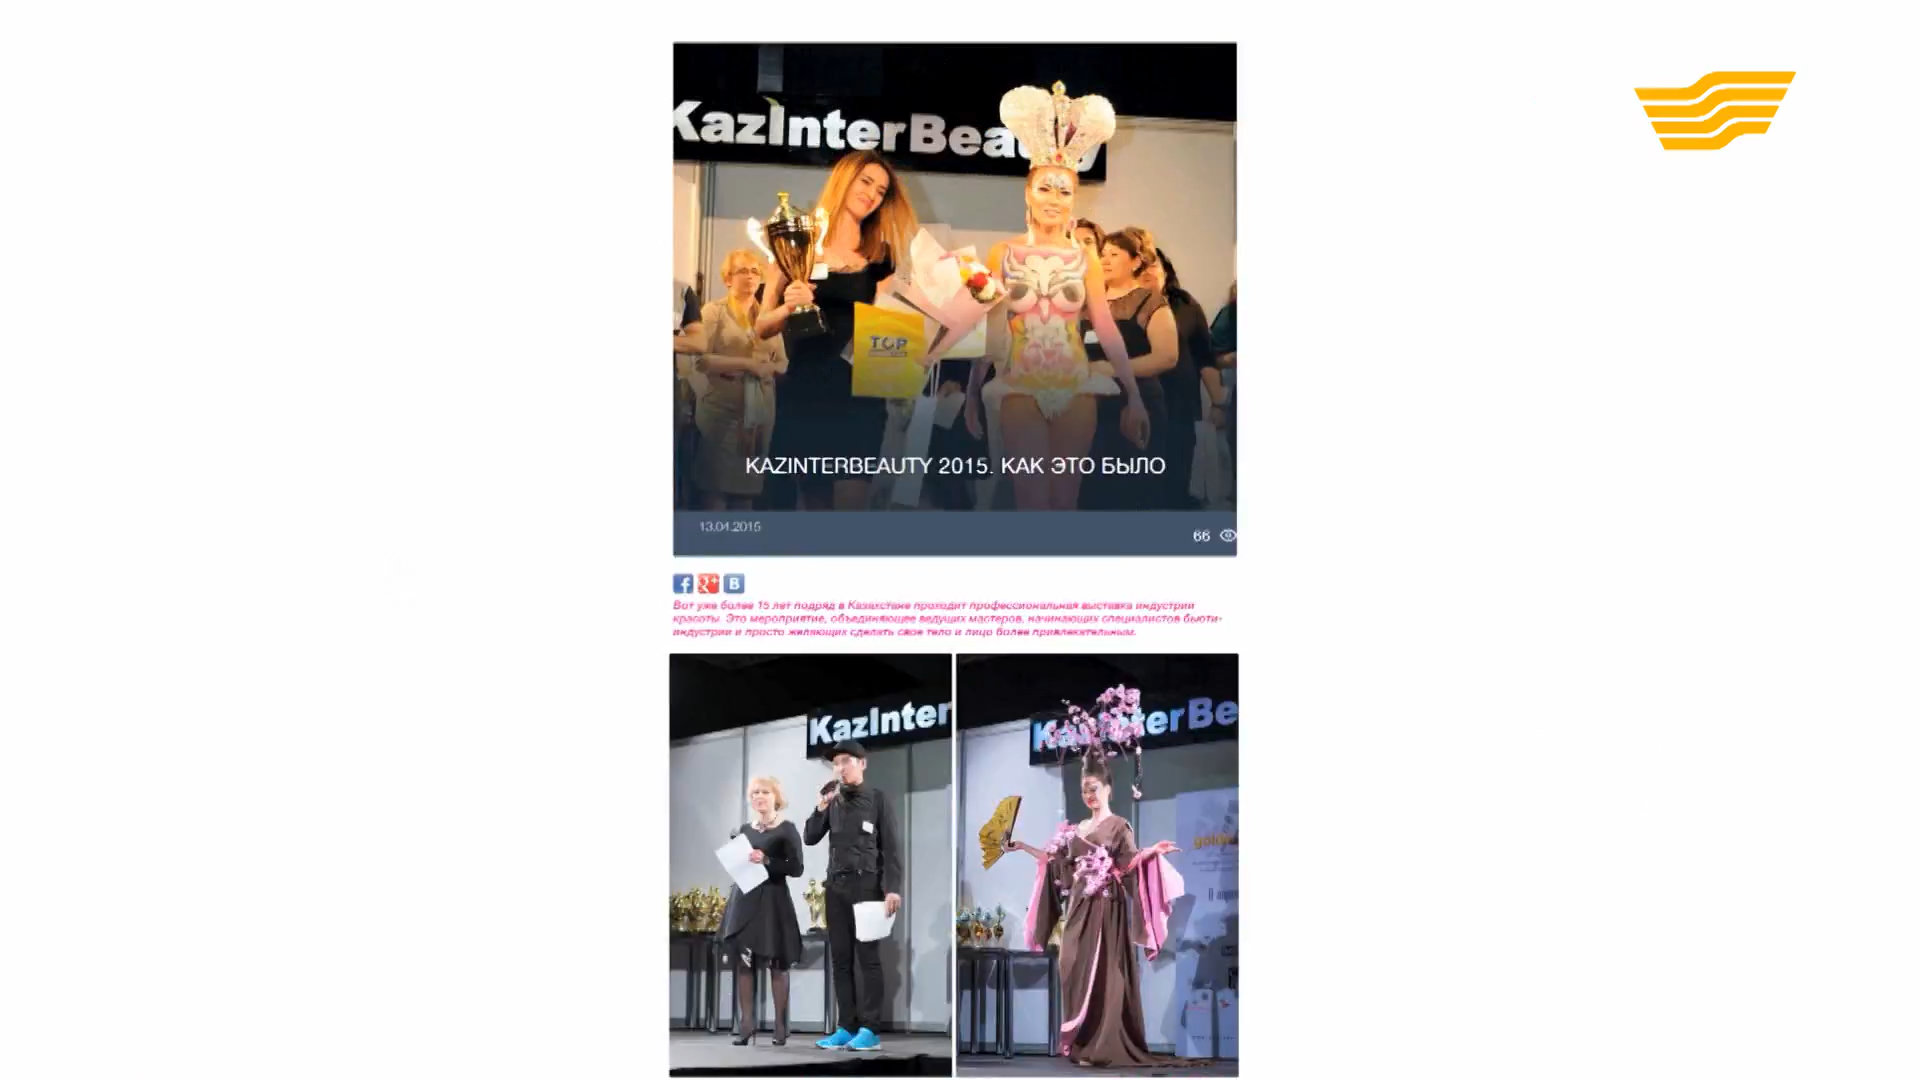 KazInterBea
TOP
KAZINTERBEAUTY 2015. КАК ЭТО БЫЛО
13.04.2015
66
Вот уже более 15 лет подряд в Казахстане проходит профессиональная выставка индустрии
красоты. Это мероприятие, объединяющее ведущих мастеров, начинающих специалистов бьюти-
индустрии и просто желающих сделать свое тело и лицо более привлекательным.
KazInter
KazInterBe